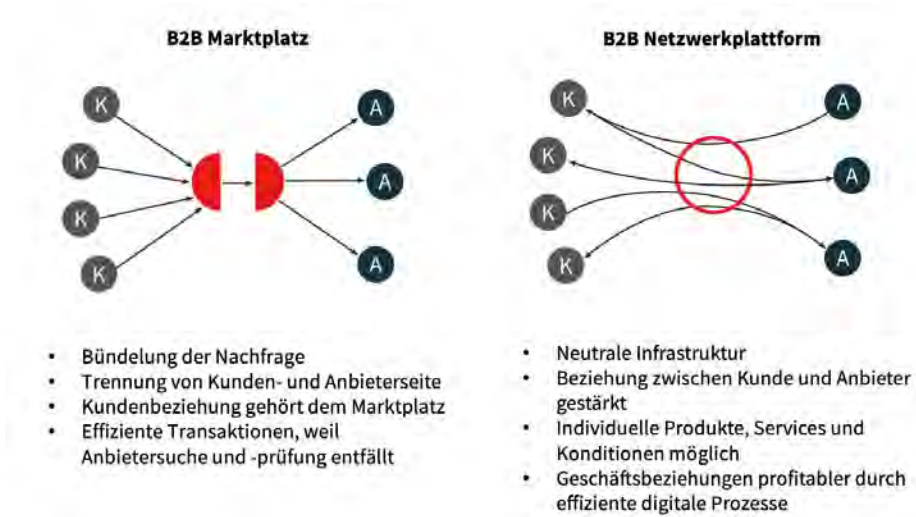 B2B Marktplatz
K
K
K
K
A
A
A
• Bündelung der Nachfrage
• Trennung von Kunden- und Anbieterseite
• Kundenbeziehung gehört dem Marktplatz
• Effiziente Transaktionen, weil
Anbietersuche und -prüfung entfällt
B2B Netzwerkplattform
K
K
K
K
A
A
A
• Neutrale Infrastruktur
• Beziehung zwischen Kunde und Anbieter
gestärkt
• Individuelle Produkte, Services und
Konditionen möglich
• Geschäftsbeziehungen profitabler durch
effiziente digitale Prozesse